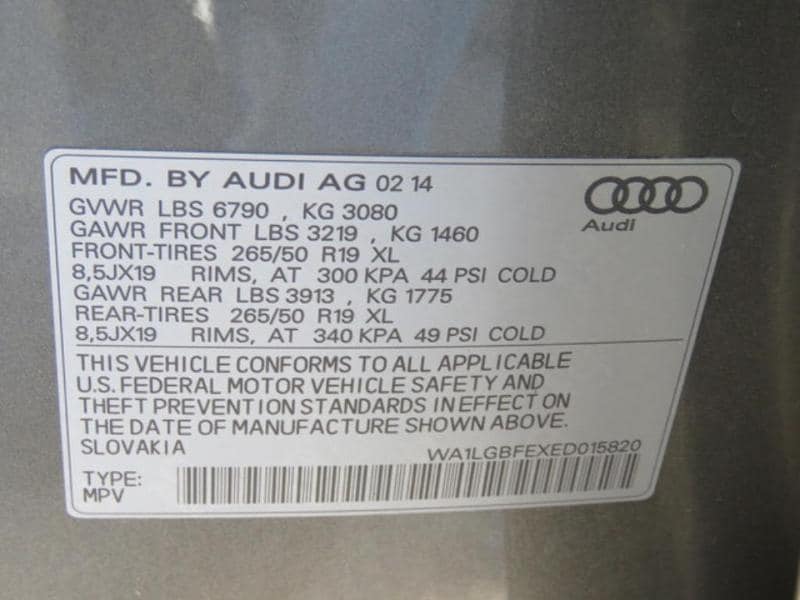 MFD. BY AUDI AG 02 14
GVWR LBS 6790 , KG 3080
GAWR FRONT LBS 3219 , KG 1460
FRONT-TIRES 265/50 R19 XL
8,5JX19 RIMS, AT 300 KPA 44 PSI COLD
GAWR REAR LBS 3913 , KG 1775
REAR-TIRES 265/50 R19 XL
8,5JX19 RIMS, AT 340 KPA 49 PSI COLD
Audi
THIS VEHICLE CONFORMS TO ALL APPLICABLE
U.S. FEDERAL MOTOR VEHICLE SAFETY AND
THEFT PREVENTION STANDARDS IN EFFECT ON
THE DATE OF MANUFACTURE SHOWN ABOVE.
SLOVAKIA
WA1LGBFEXED015820
TYPE:
MPV